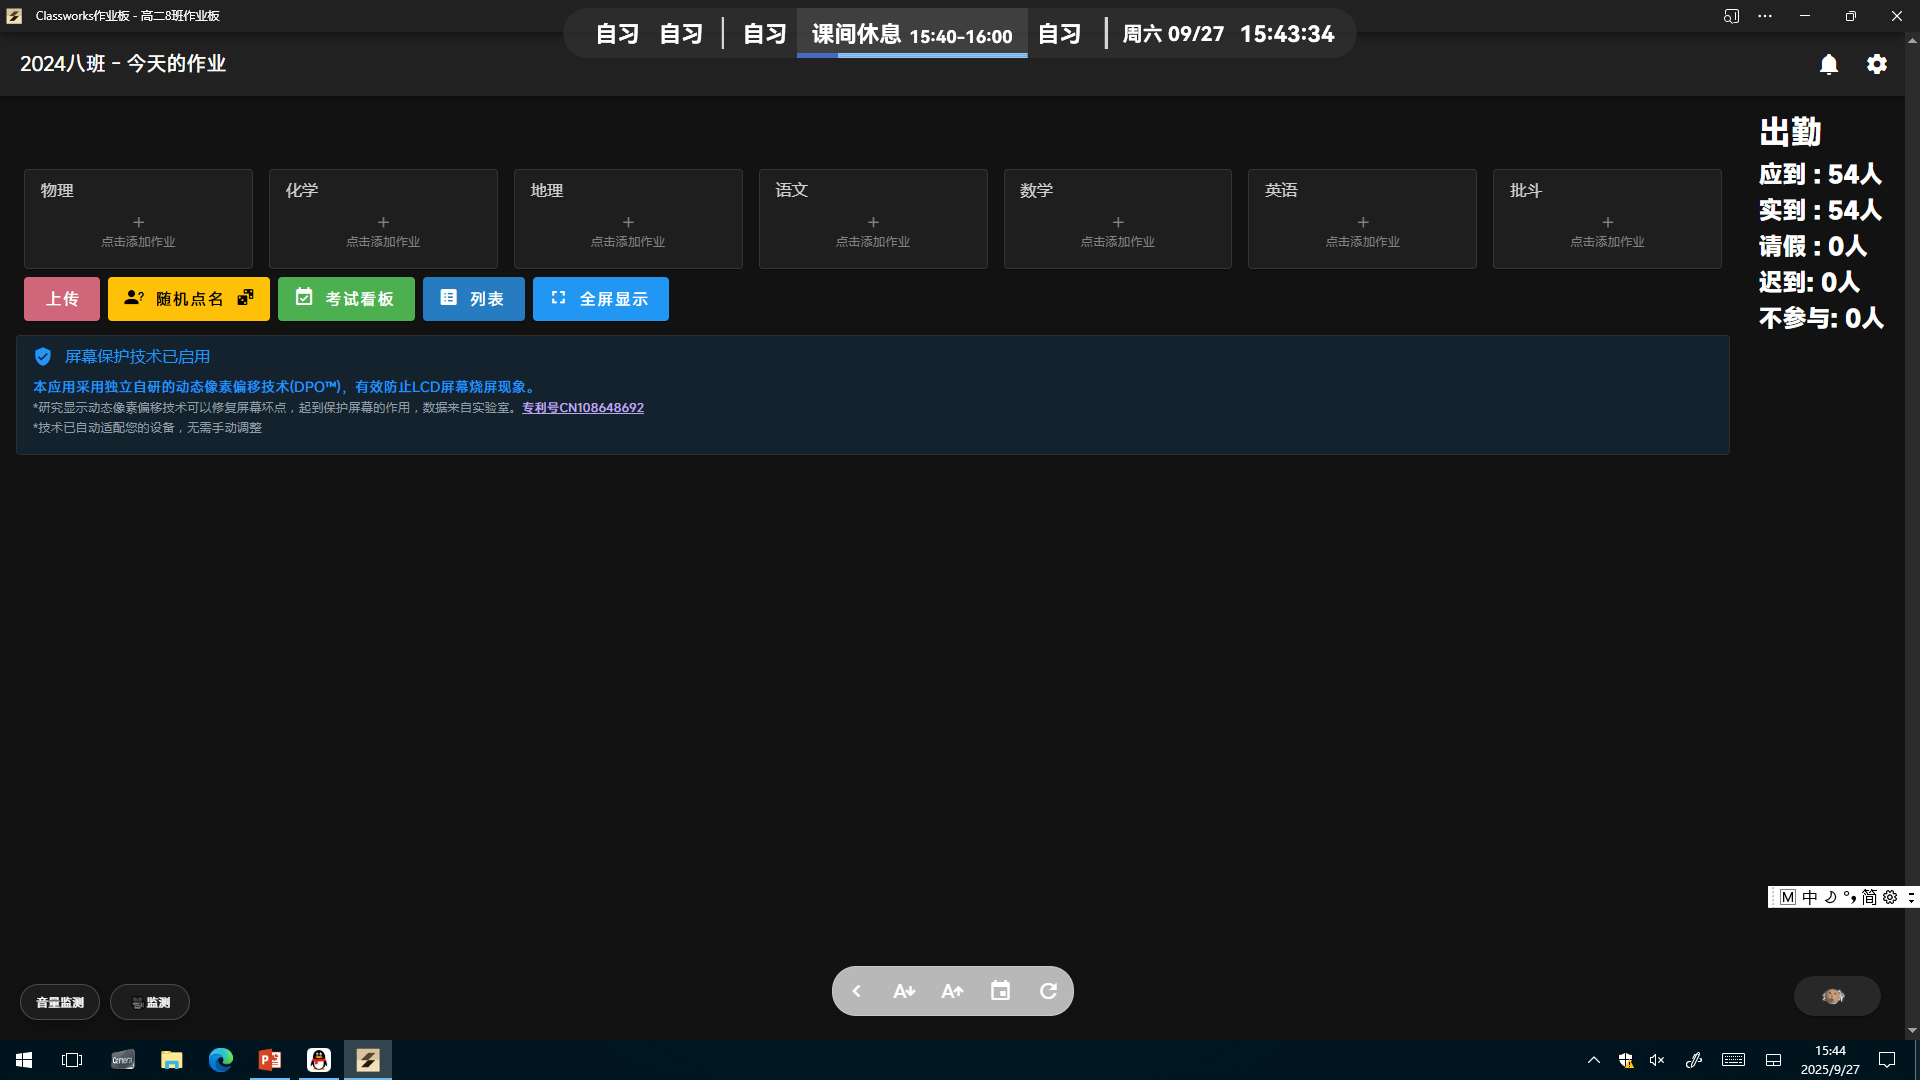 Classworks作业板 - 高二8班作业板
自习 自习 自习 课间休息 15:40-16:00 自习 周六 09/27 15:43:34
2024八班 - 今天的作业
物理
点击添加作业
化学
点击添加作业
地理
点击添加作业
语文
点击添加作业
数学
点击添加作业
英语
点击添加作业
批斗
点击添加作业
上传
随机点名
考试看板
列表
全屏显示
屏幕保护技术已启用
本应用采用独立自研的动态像素偏移技术(DPO™)，有效防止LCD屏幕烧屏现象。
*研究显示动态像素偏移技术可以修复屏幕坏点，起到保护屏幕的作用，数据来自实验室。专利号CN108648692
*技术已自动适配您的设备，无需手动调整
出勤
应到：54人
实到：54人
请假：0人
迟到: 0人
不参与: 0人
M 中 简
音量监测
监测
15:44
2025/9/27